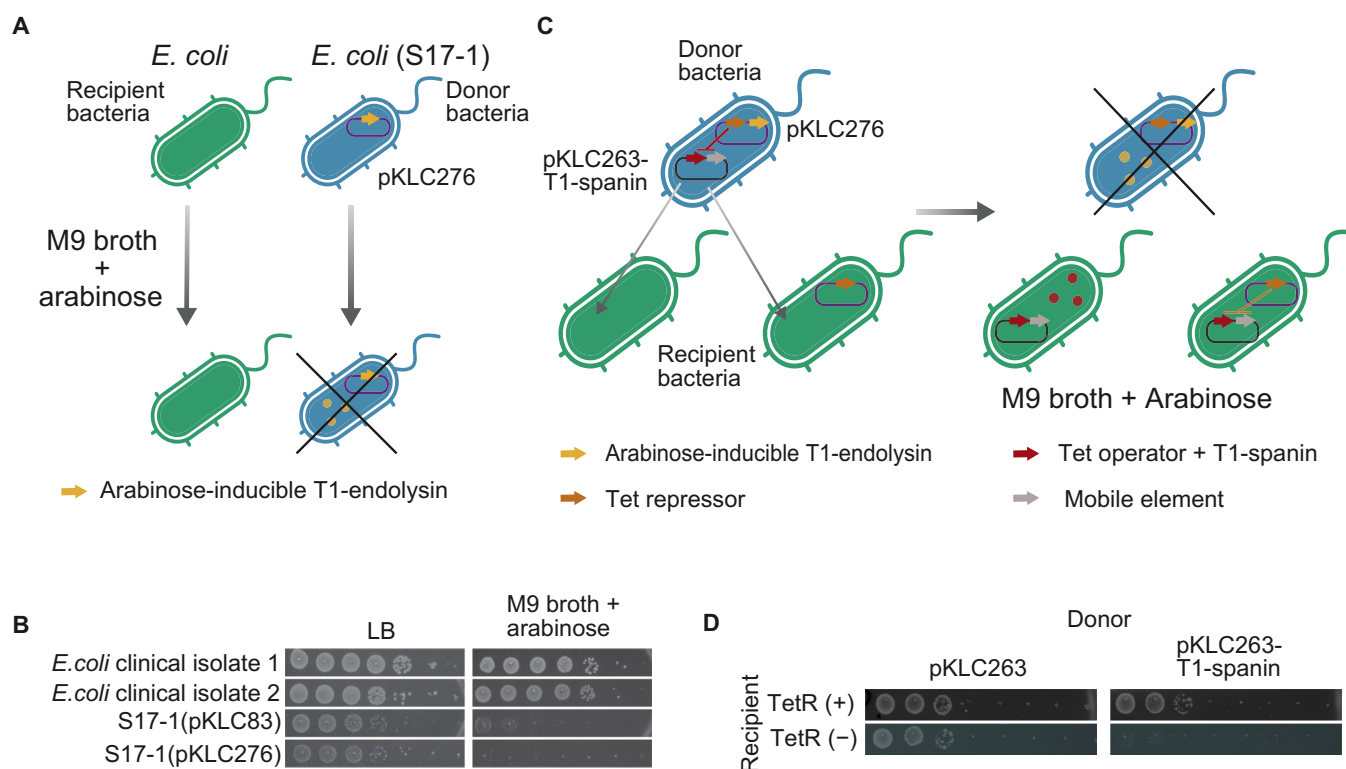 A
E. coli
E. coli (S17-1)
Recipient
bacteria
Donor
bacteria
pKLC276
M9 broth
+
arabinose
Arabinose-inducible T1-endolysin
C
Donor
bacteria
pKLC276
pKLC263-
T1-spanin
Recipient
bacteria
M9 broth + Arabinose
Arabinose-inducible T1-endolysin
Tet operator + T1-spanin
Tet repressor
Mobile element
B
LB
M9 broth +
arabinose
E.coli clinical isolate 1
E.coli clinical isolate 2
S17-1(pKLC83)
S17-1(pKLC276)
D
Donor
pKLC263
pKLC263-
T1-spanin
Recipient
TetR (+)
TetR (−)